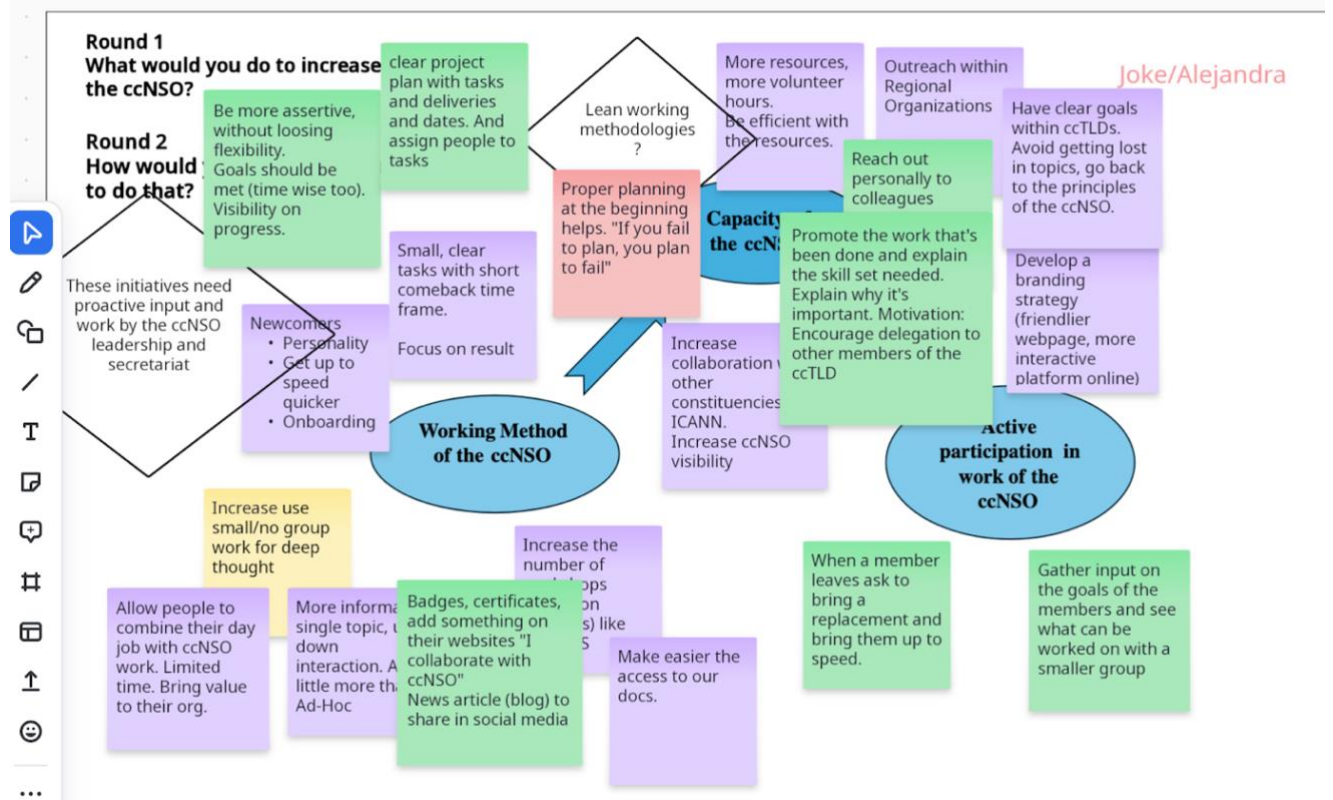 Round 1
What would you do to increase
the ccNSO?
Round 2
How would
to do that?
Be more assertive,
without loosing
flexibility.
Goals should be
met (time wise too).
Visibility on
progress.
clear project
plan with tasks
and deliveries
and dates. And
assign people to
tasks
Lean working
methodologies
?
More resources,
more volunteer
hours.
Be efficient with
the resources.
Outreach within
Regional
Organizations
Joke/Alejandra
Have clear goals
within ccTLDs.
Avoid getting lost
in topics, go back
to the principles
of the ccNSO.
Reach out
personally to
colleagues
Proper planning
at the beginning
helps. "If you fail
to plan, you plan
to fail"
Capacity
the
Promote the work that's
been done and explain
the skill set needed.
Explain why it's
important. Motivation:
Encourage delegation to
other members of the
ccTLD
Develop a
branding
strategy
(friendlier
webpage, more
interactive
platform online)
These initiatives need
proactive input and
work by the ccNSO
leadership and
secretariat
Small, clear
tasks with short
comeback time
frame.
Focus on result
Newcomers
• Personality
• Get up to
speed
quicker
• Onboarding
Increase
collaboration
other
constituencies
ICANN.
Increase ccNSO
visibility
Working Method
of the ccNSO
Active
participation in
work of the
ccNSO
Increase use
small/no group
work for deep
thought
Allow people to
combine their day
job with ccNSO
work. Limited
time. Bring value
to their org.
More
single topic,
down
interaction.
little more
Ad-Hoc
Badges, certificates,
add something on
their websites "I
collaborate with
ccNSO"
News article (blog) to
share in social media
Increase the
number of
like
Make easier the
access to our
docs.
When a member
leaves ask to
bring a
replacement and
bring them up to
speed.
Gather input on
the goals of the
members and see
what can be
worked on with a
smaller group